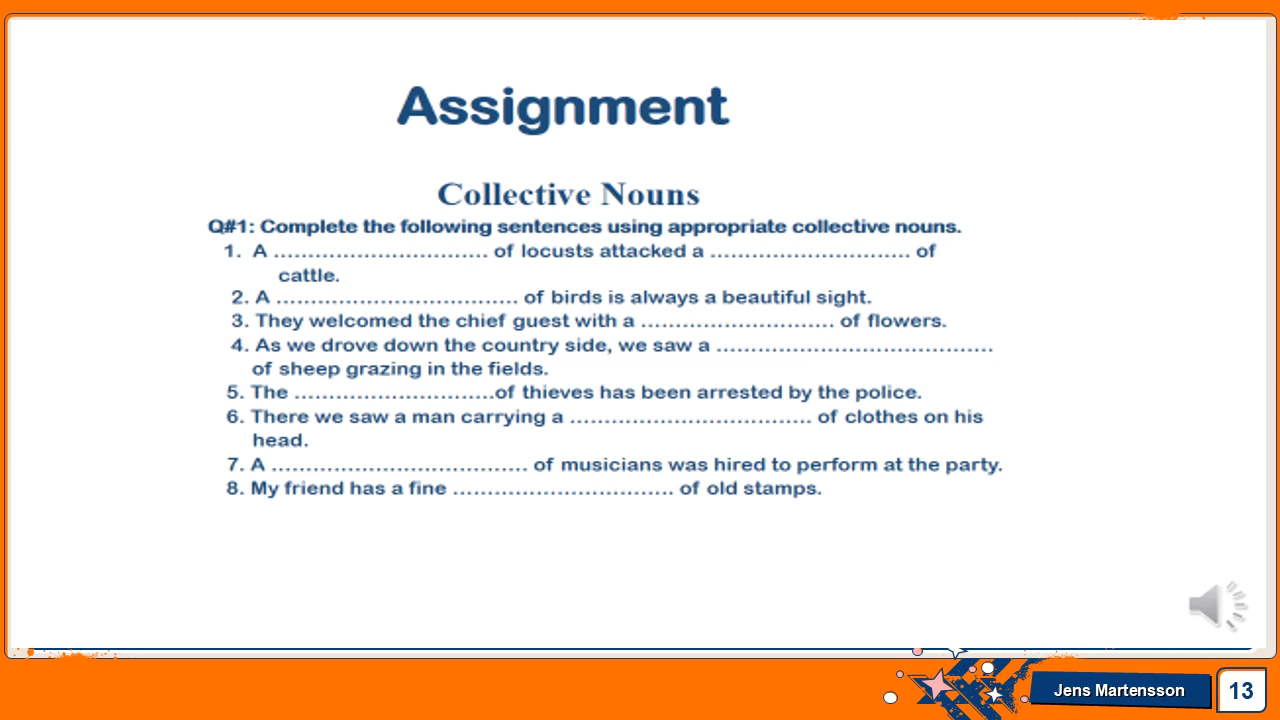 Assignment
Collective Nouns
Q#1: Complete the following sentences using appropriate collective nouns.
1. A ………………………… of locusts attacked a ……………………….. of
cattle.
2. A …………………………….. of birds is always a beautiful sight.
3. They welcomed the chief guest with a ………………………. of flowers.
4. As we drove down the country side, we saw a …………………………………
of sheep grazing in the fields.
5. The ………………………..of thieves has been arrested by the police.
6. There we saw a man carrying a …………………………….. of clothes on his
head.
7. A ………………………………. of musicians was hired to perform at the party.
8. My friend has a fine ………………………….. of old stamps.
Jens Martensson
13